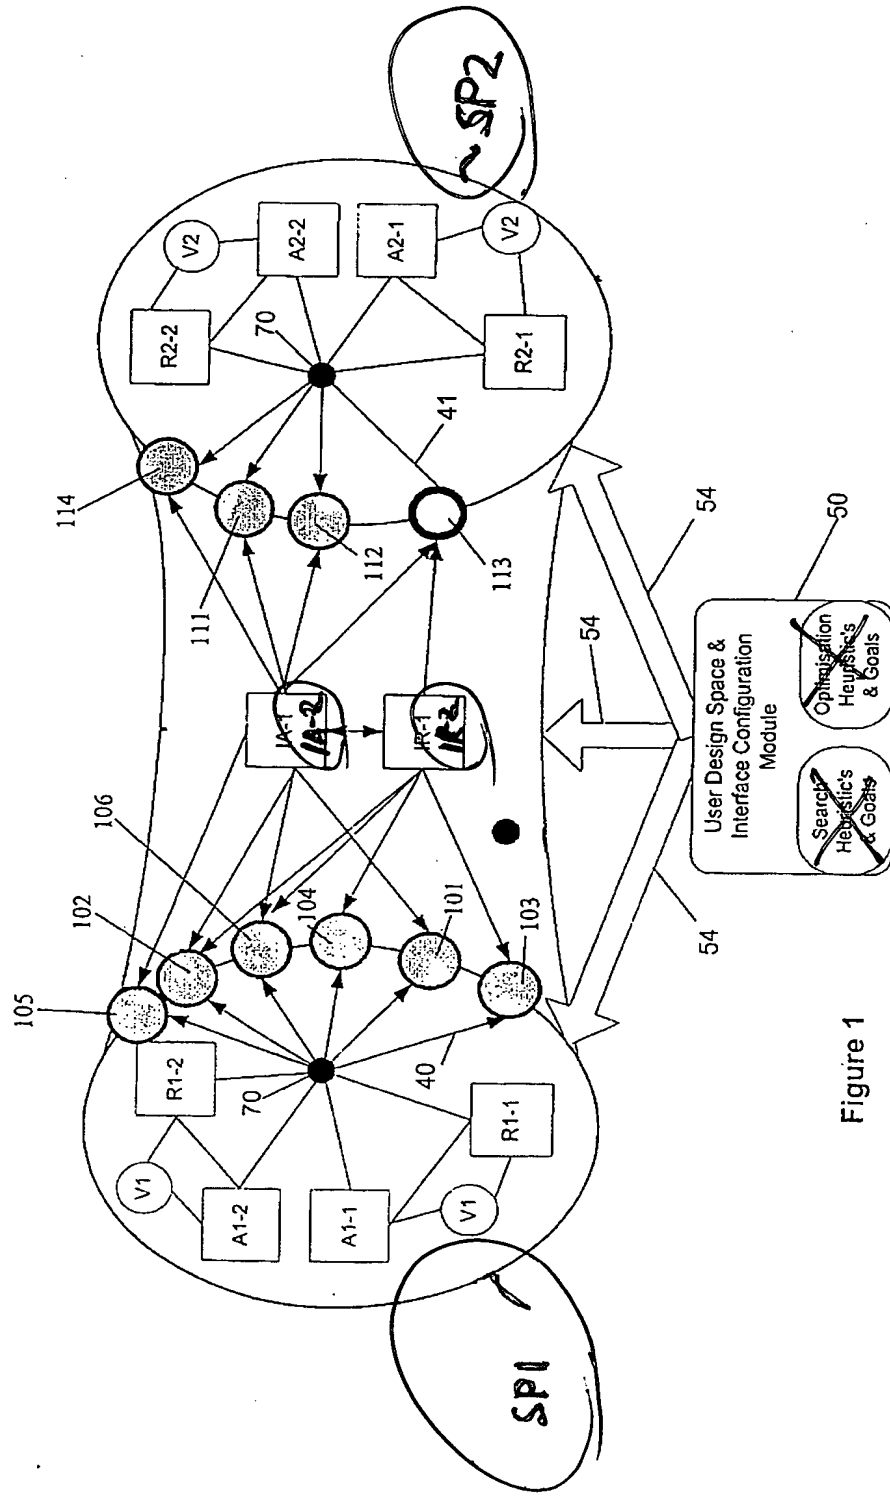 SP1
SP2
105
102
106
104
101
103
114
111
112
113
R1-2
V1
A1-2
A1-1
V1
R1-1
70
40
IA-1
IA-2
IR-1
IR-2
R2-2
V2
A2-2
A2-1
V2
R2-1
70
41
54
54
54
50
User Design Space &
Interface Configuration
Module
Search
Heuristic's
& Goals
Optimisation
Heuristic's
& Goals
Figure 1